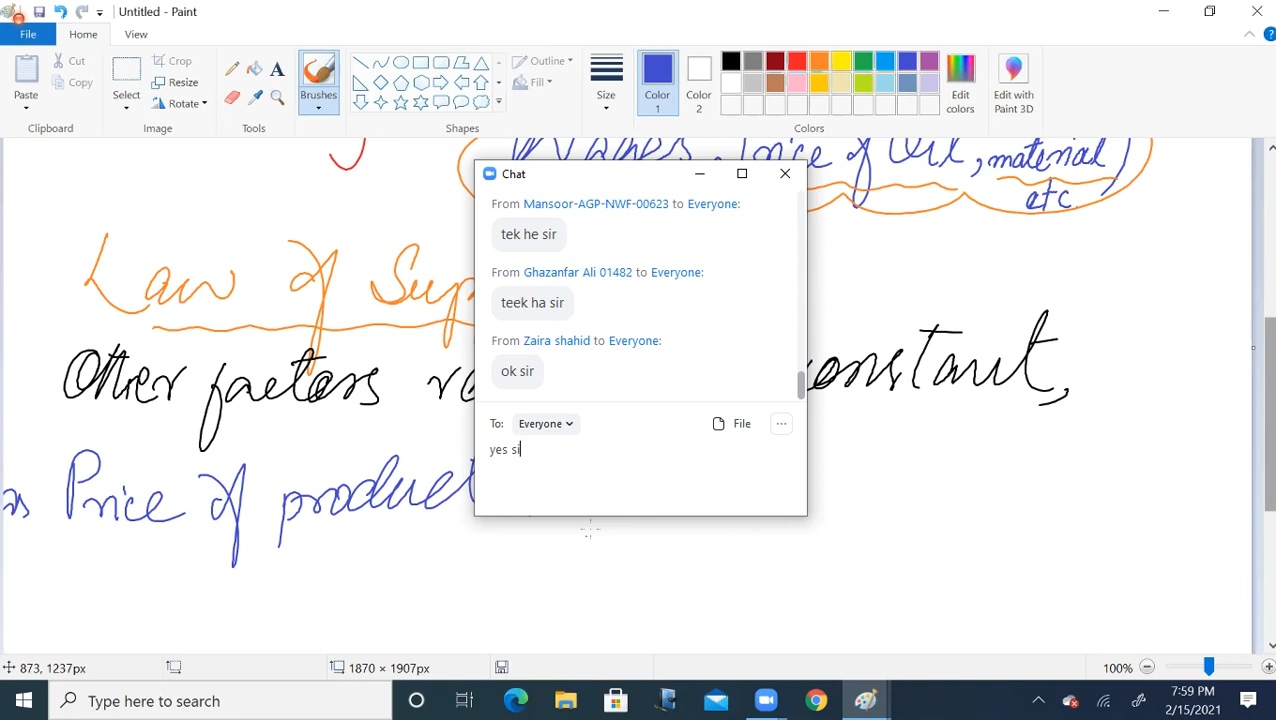 Untitled - Paint
File
Home
View
Paste
Cut
Copy
Clipboard
Select
Crop
Resize
Rotate
Image
Tools
Brushes
Outline
Fill
Shapes
Size
Color
1
Color
2
Edit
colors
Edit with
Paint 3D
Colors
Price of Oil, material
etc
Law of Sup
Other factors
constant,
Price of product
Chat
From Mansoor-AGP-NWF-00623 to Everyone:
tek he sir
From Ghazanfar Ali 01482 to Everyone:
teek ha sir
From Zaira shahid to Everyone:
ok sir
To: Everyone
File
yes si
873, 1237px
1870 × 1907px
100%
Type here to search
7:59 PM
2/15/2021